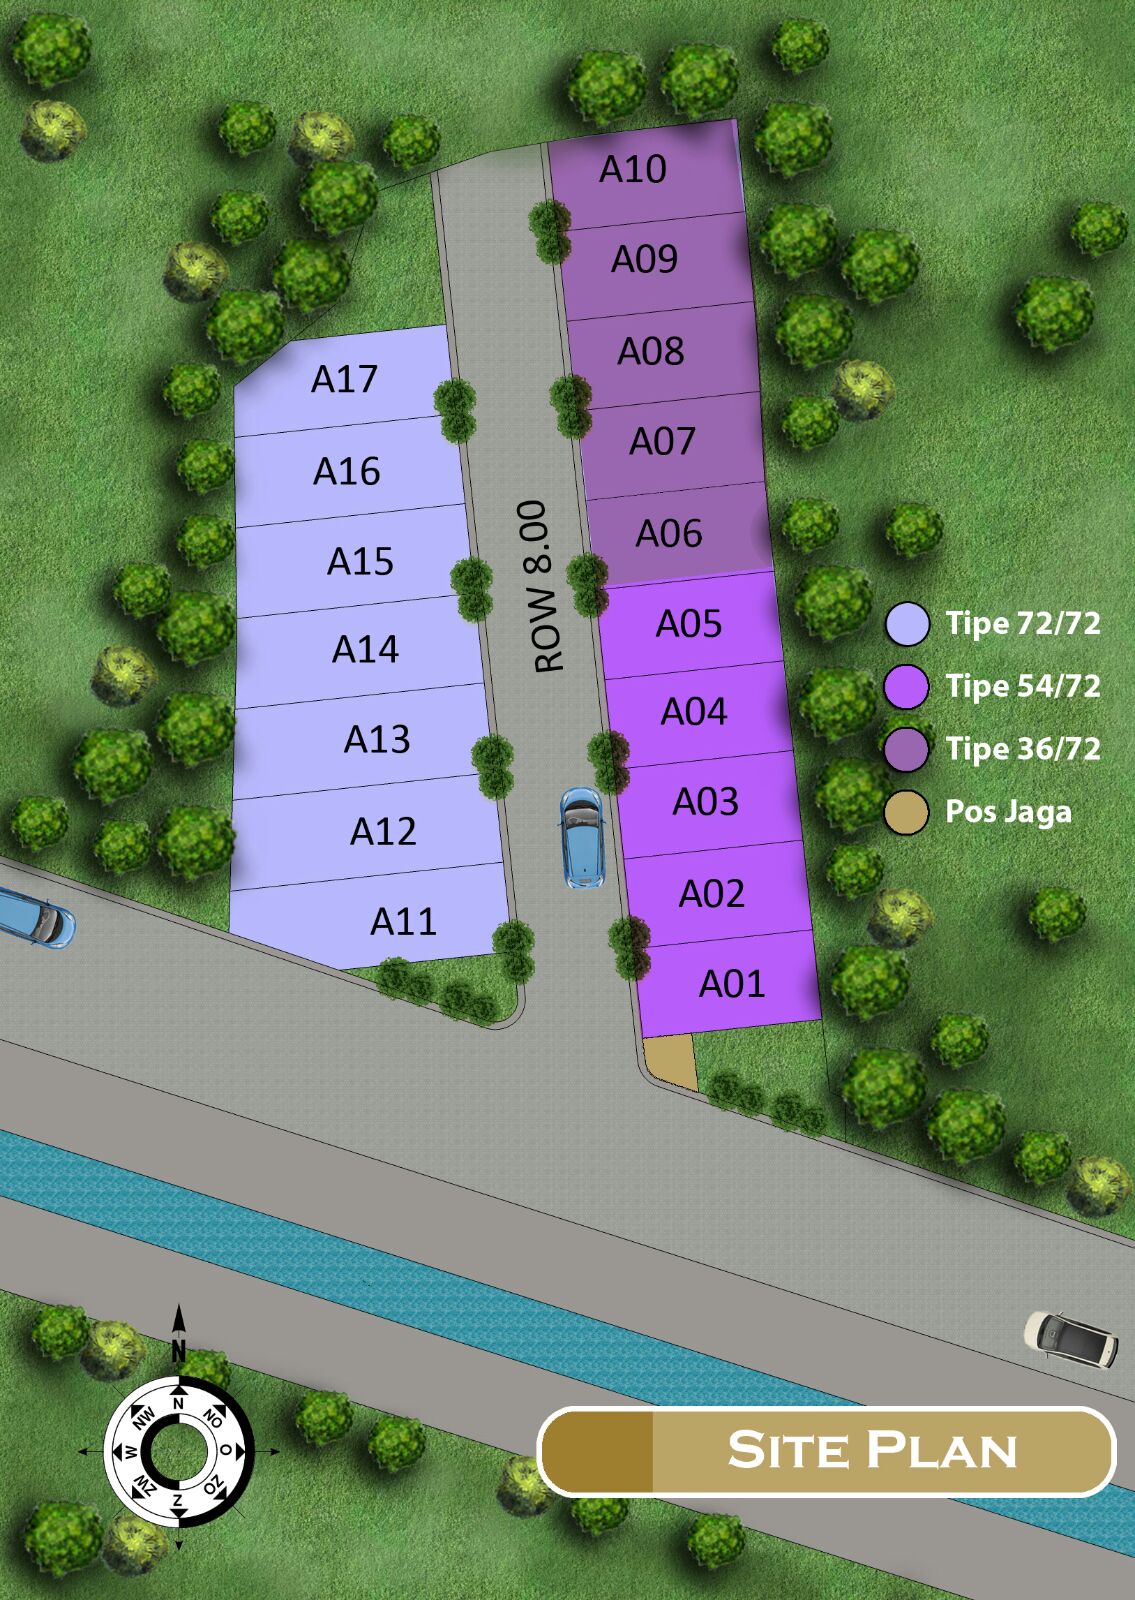 A10
A09
A08
A07
A06
A05
A04
A03
A02
A01
A17
A16
A15
A14
A13
A12
A11
ROW 8.00
Tipe 72/72
Tipe 54/72
Tipe 36/72
Pos Jaga
N
N
NO
O
ZO
Z
ZW
W
NW
SITE PLAN